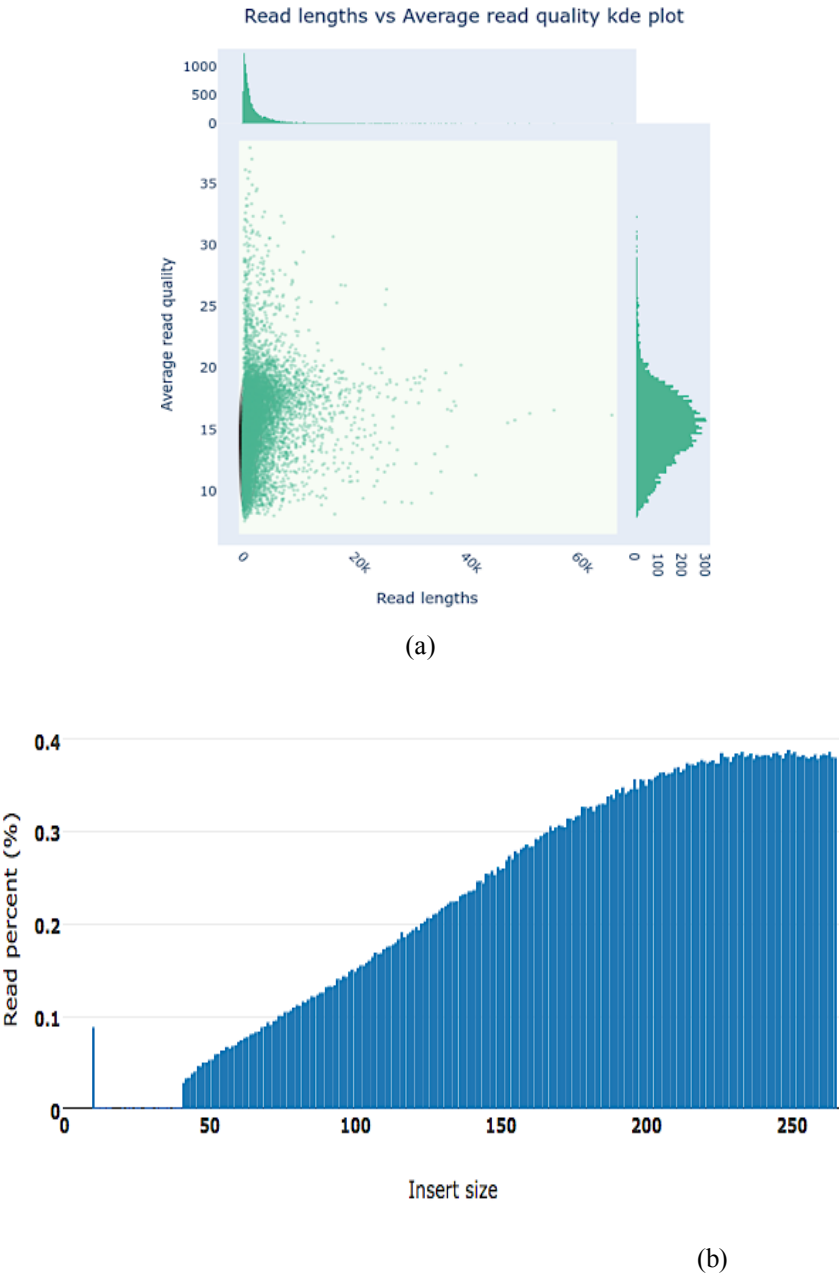 Read lengths vs Average read quality kde plot
1000
500
0
35
30
25
20
15
10
Average read quality
0
20k
40k
60k
0
100
200
300
Read lengths
(a)
0.4
0.3
0.2
0.1
0
Read percent (%)
0
50
100
150
200
250
Insert size
(b)